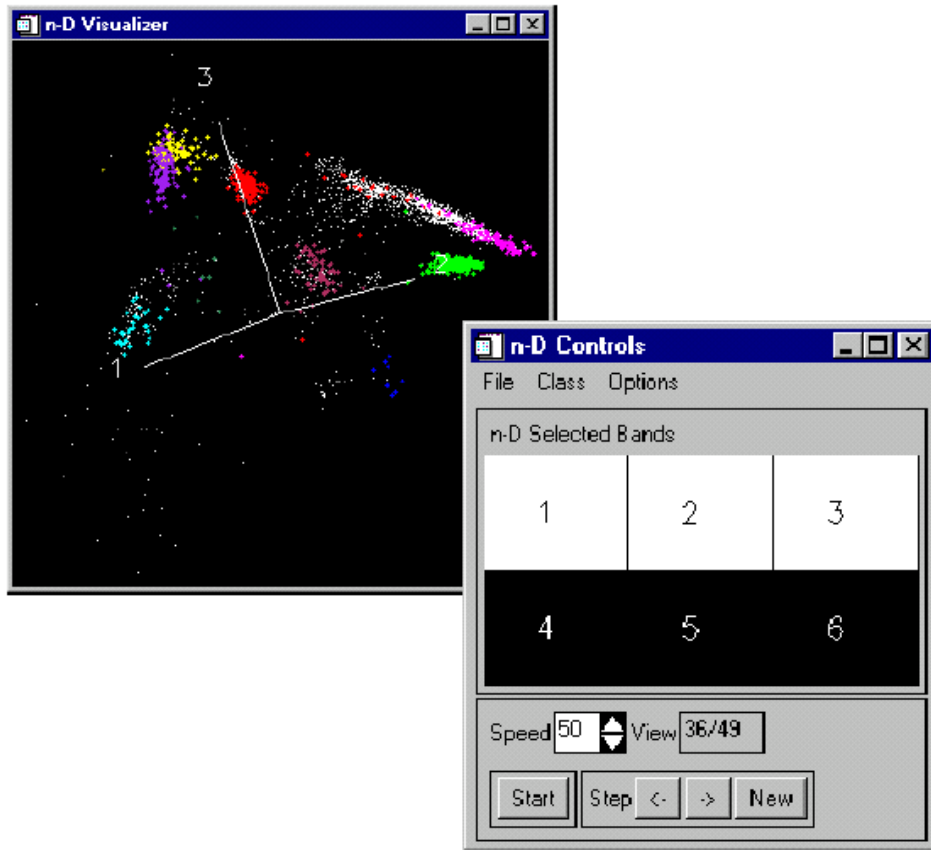 n-D Visualizer
3
2
1
n-D Controls
File Class Options
n-D Selected Bands
1 2 3
4 5 6
Speed 50 View 36/49
Start Step <- -> New